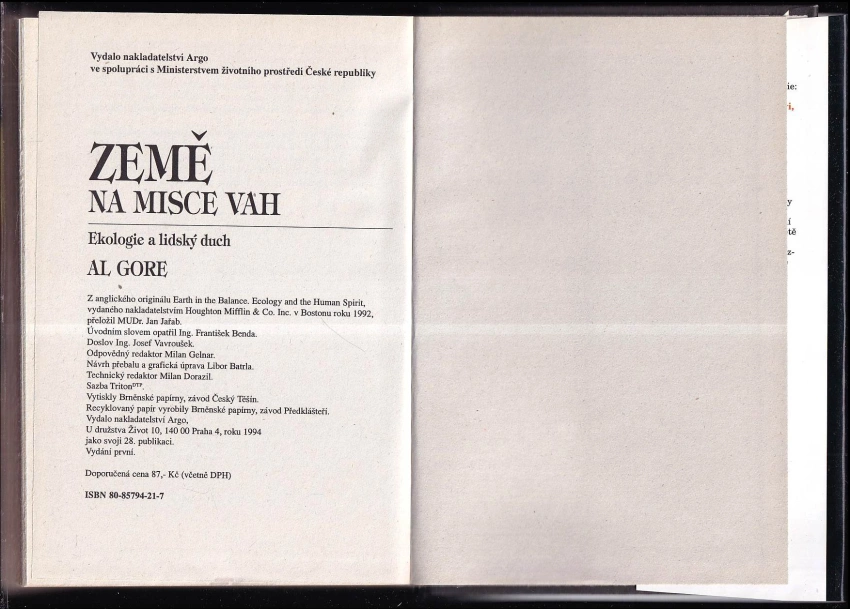 Vydalo nakladatelství Argo
ve spolupráci s Ministerstvem životního prostředí České republiky
ZEMĚ
NA MISCE VAH
Ekologie a lidský duch
AL GORE
Z anglického originálu Earth in the Balance. Ecology and the Human Spirit,
vydaného nakladatelstvím Houghton Mifflin & Co. Inc. v Bostonu roku 1992,
přeložil MUDr. Jan Jařab.
Úvodním slovem opatřil Ing. František Benda.
Doslov Ing. Josef Vavroušek.
Odpovědný redaktor Milan Gelnar.
Návrh přebalu a grafická úprava Libor Batrla.
Technický redaktor Milan Dorazil.
Sazba Triton DTP.
Vytiskly Brněnské papírny, závod Český Těšín.
Recyklovaný papír vyrobily Brněnské papírny, závod Předklášteří.
Vydalo nakladatelství Argo,
U družstva Život 10, 140 00 Praha 4, roku 1994
jako svoji 28. publikaci.
Vydání první.
Doporučená cena 87,- Kč (včetně DPH)
ISBN 80-85794-21-7